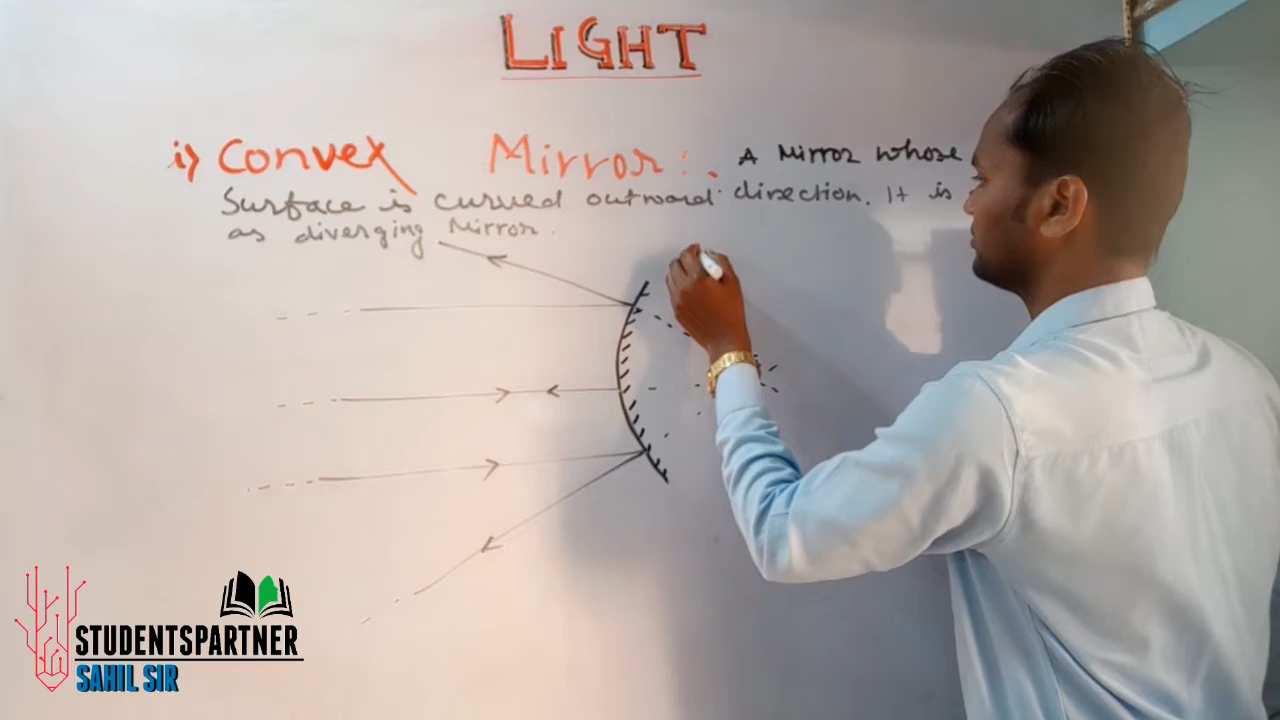 LIGHT
i) Convex Mirror :. A Mirror whose
Surface is curved outward direction. It is
as diverging Mirror.
STUDENTSPARTNER
SAHIL SIR